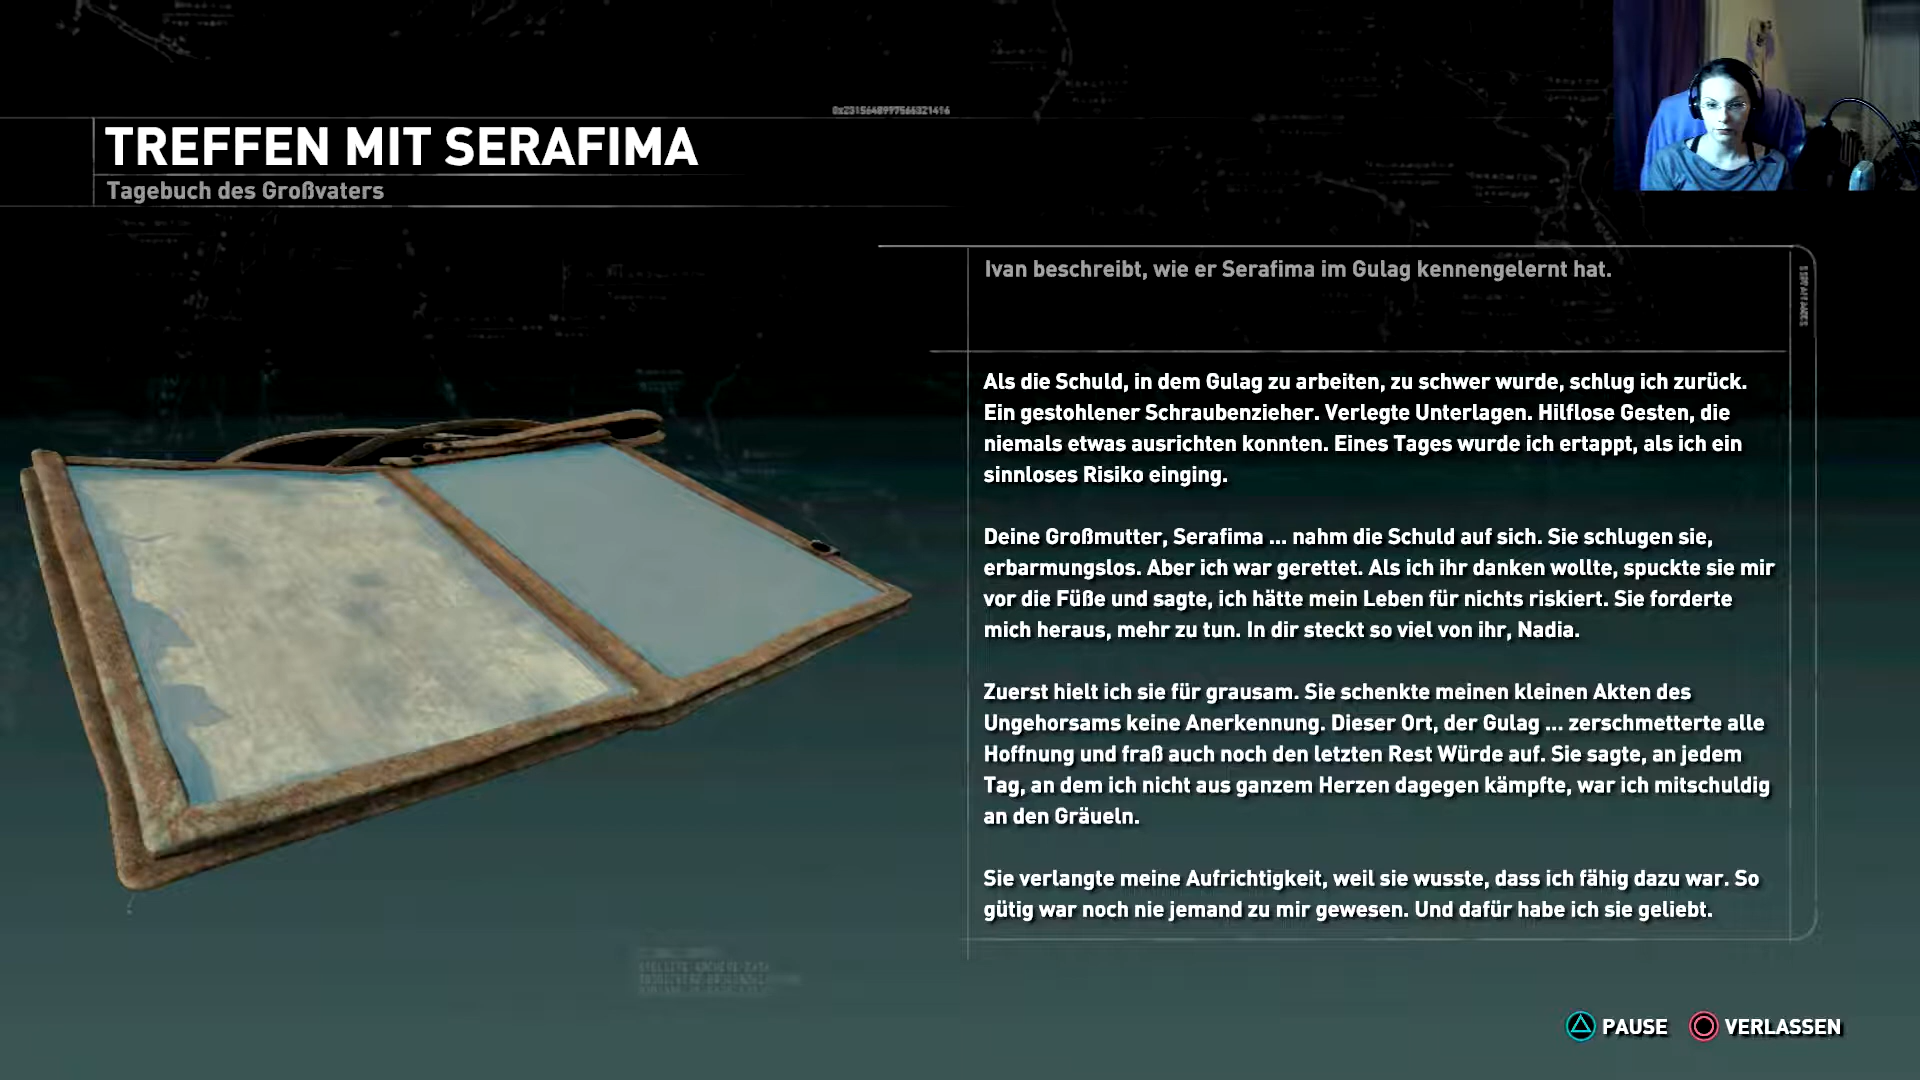 0x2315648997566321416
TREFFEN MIT SERAFIMA
Tagebuch des Großvaters
Ivan beschreibt, wie er Serafima im Gulag kennengelernt hat.
Als die Schuld, in dem Gulag zu arbeiten, zu schwer wurde, schlug ich zurück.
Ein gestohlener Schraubenzieher. Verlegte Unterlagen. Hilflose Gesten, die
niemals etwas ausrichten konnten. Eines Tages wurde ich ertappt, als ich ein
sinnloses Risiko einging.
Deine Großmutter, Serafima ... nahm die Schuld auf sich. Sie schlugen sie,
erbarmungslos. Aber ich war gerettet. Als ich ihr danken wollte, spuckte sie mir
vor die Füße und sagte, ich hätte mein Leben für nichts riskiert. Sie forderte
mich heraus, mehr zu tun. In dir steckt so viel von ihr, Nadia.
Zuerst hielt ich sie für grausam. Sie schenkte meinen kleinen Akten des
Ungehorsams keine Anerkennung. Dieser Ort, der Gulag ... zerschmetterte alle
Hoffnung und fraß auch noch den letzten Rest Würde auf. Sie sagte, an jedem
Tag, an dem ich nicht aus ganzem Herzen dagegen kämpfte, war ich mitschuldig
an den Gräueln.
Sie verlangte meine Aufrichtigkeit, weil sie wusste, dass ich fähig dazu war. So
gütig war noch nie jemand zu mir gewesen. Und dafür habe ich sie geliebt.
PAUSE VERLASSEN